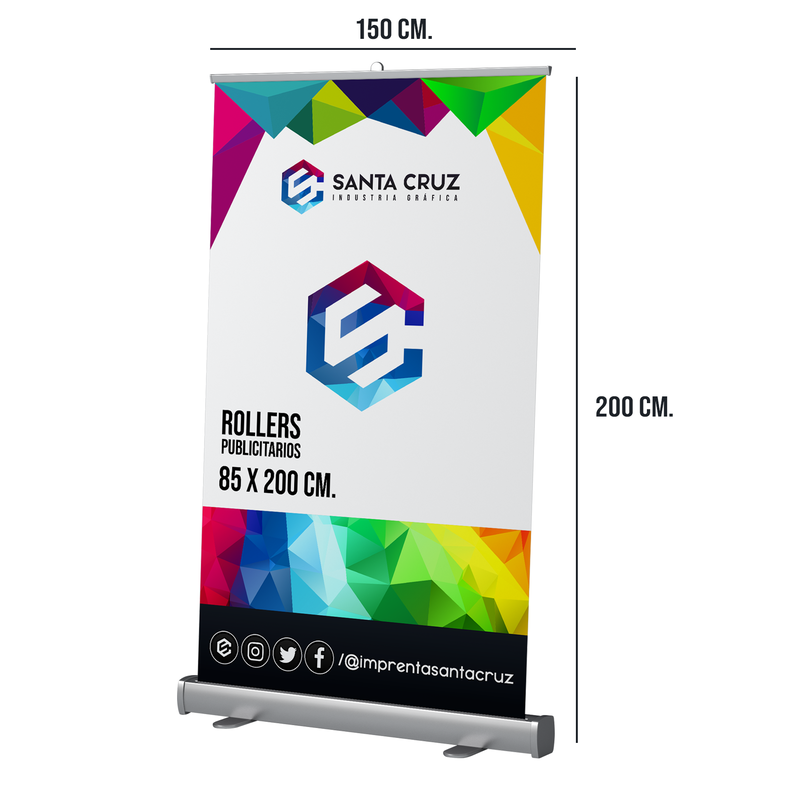 150 CM.
SANTA CRUZ
INDUSTRIA GRÁFICA
200 CM.
ROLLERS
PUBLICITARIOS
85 X 200 CM.
/@imprentasantacruz